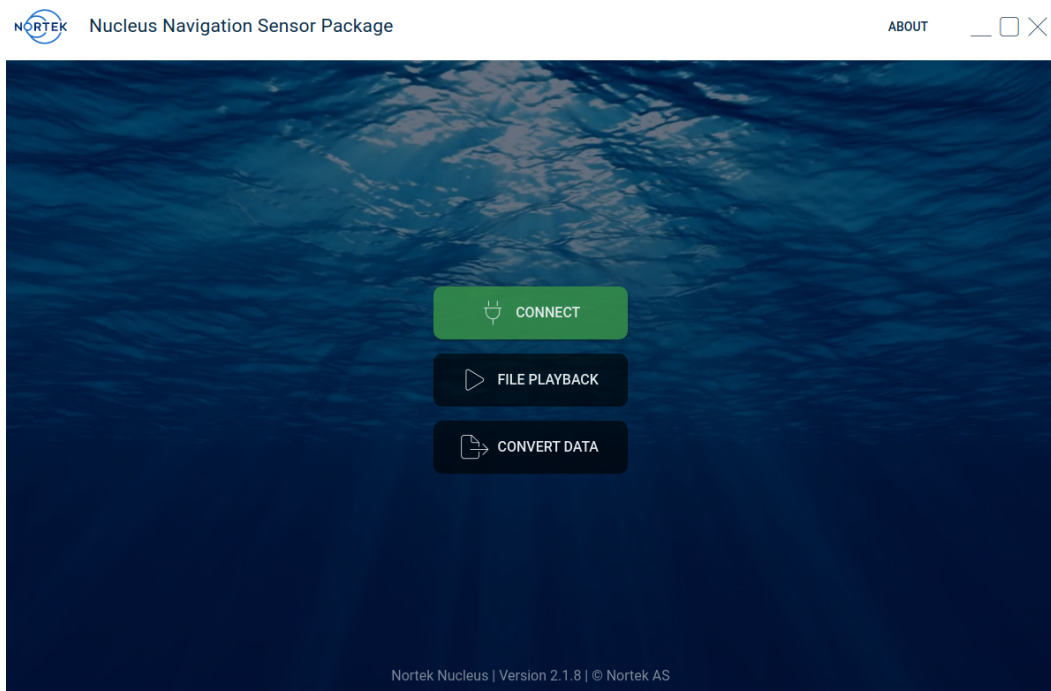 NORTEK
Nucleus Navigation Sensor Package
ABOUT
CONNECT
FILE PLAYBACK
CONVERT DATA
Nortek Nucleus | Version 2.1.8 | © Nortek AS